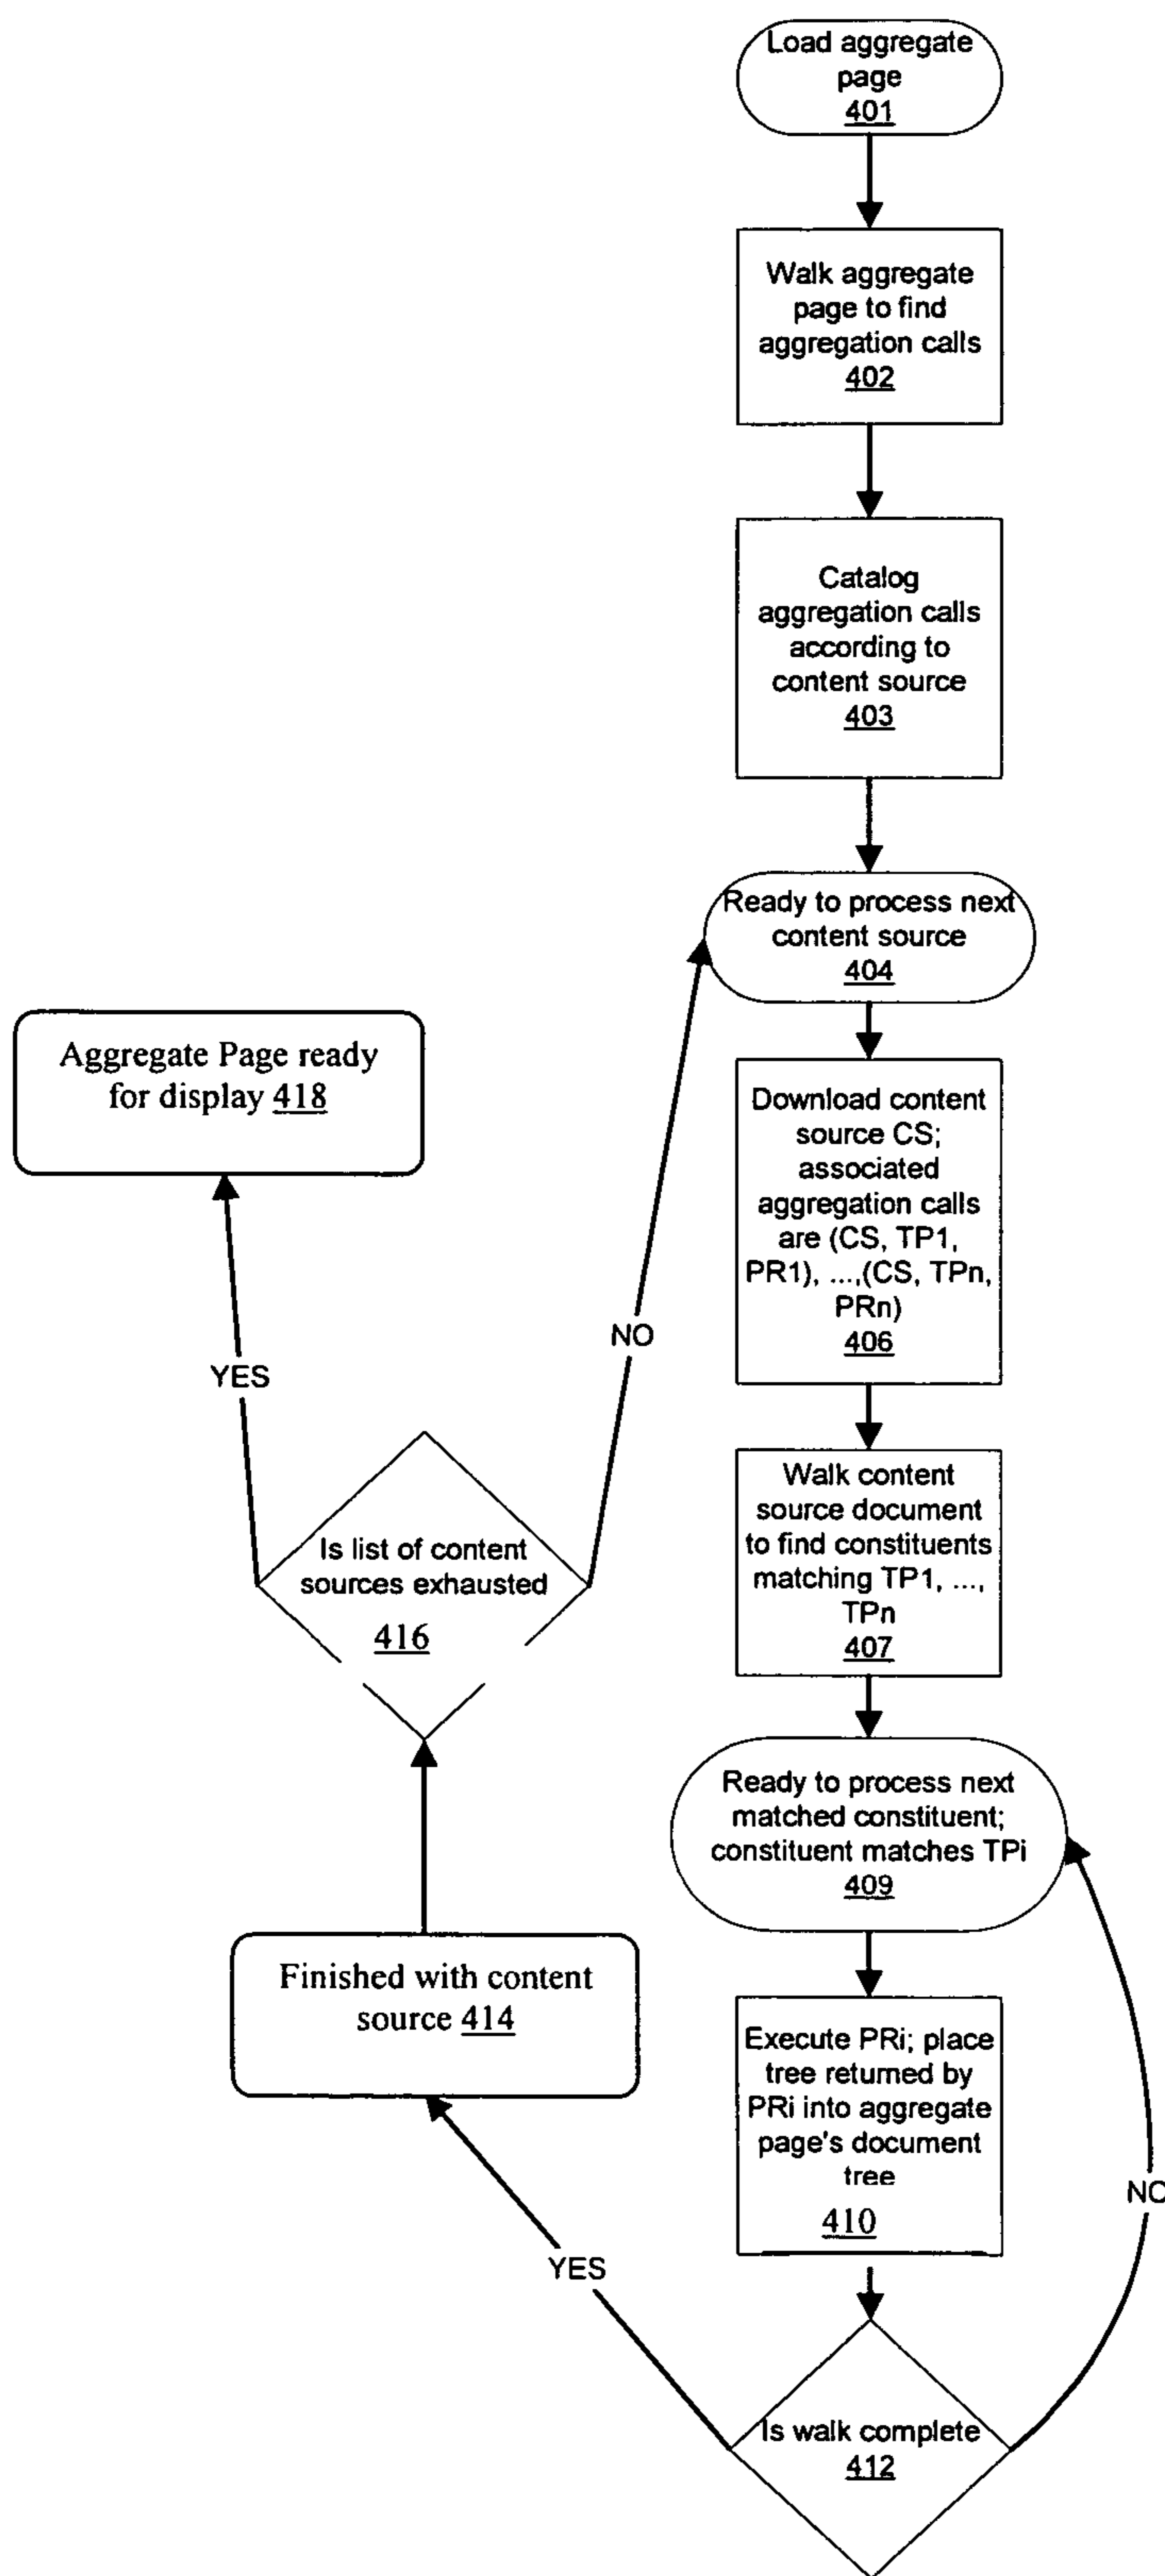 Load aggregate
page
401
Walk aggregate
page to find
aggregation calls
402
Catalog
aggregation calls
according to
content source
403
Ready to process next
content source
404
Aggregate Page ready
for display 418
Download content
source CS;
associated
aggregation calls
are (CS, TP1,
PR1), ...,(CS, TPn,
PRn)
406
NO
YES
Walk content
source document
to find constituents
matching TP1, ...,
TPn
407
Is list of content
sources exhausted
416
Ready to process next
matched constituent;
constituent matches TPi
409
Finished with content
source 414
Execute PRi; place
tree returned by
PRi into aggregate
page's document
tree
410
NO
YES
Is walk complete
412